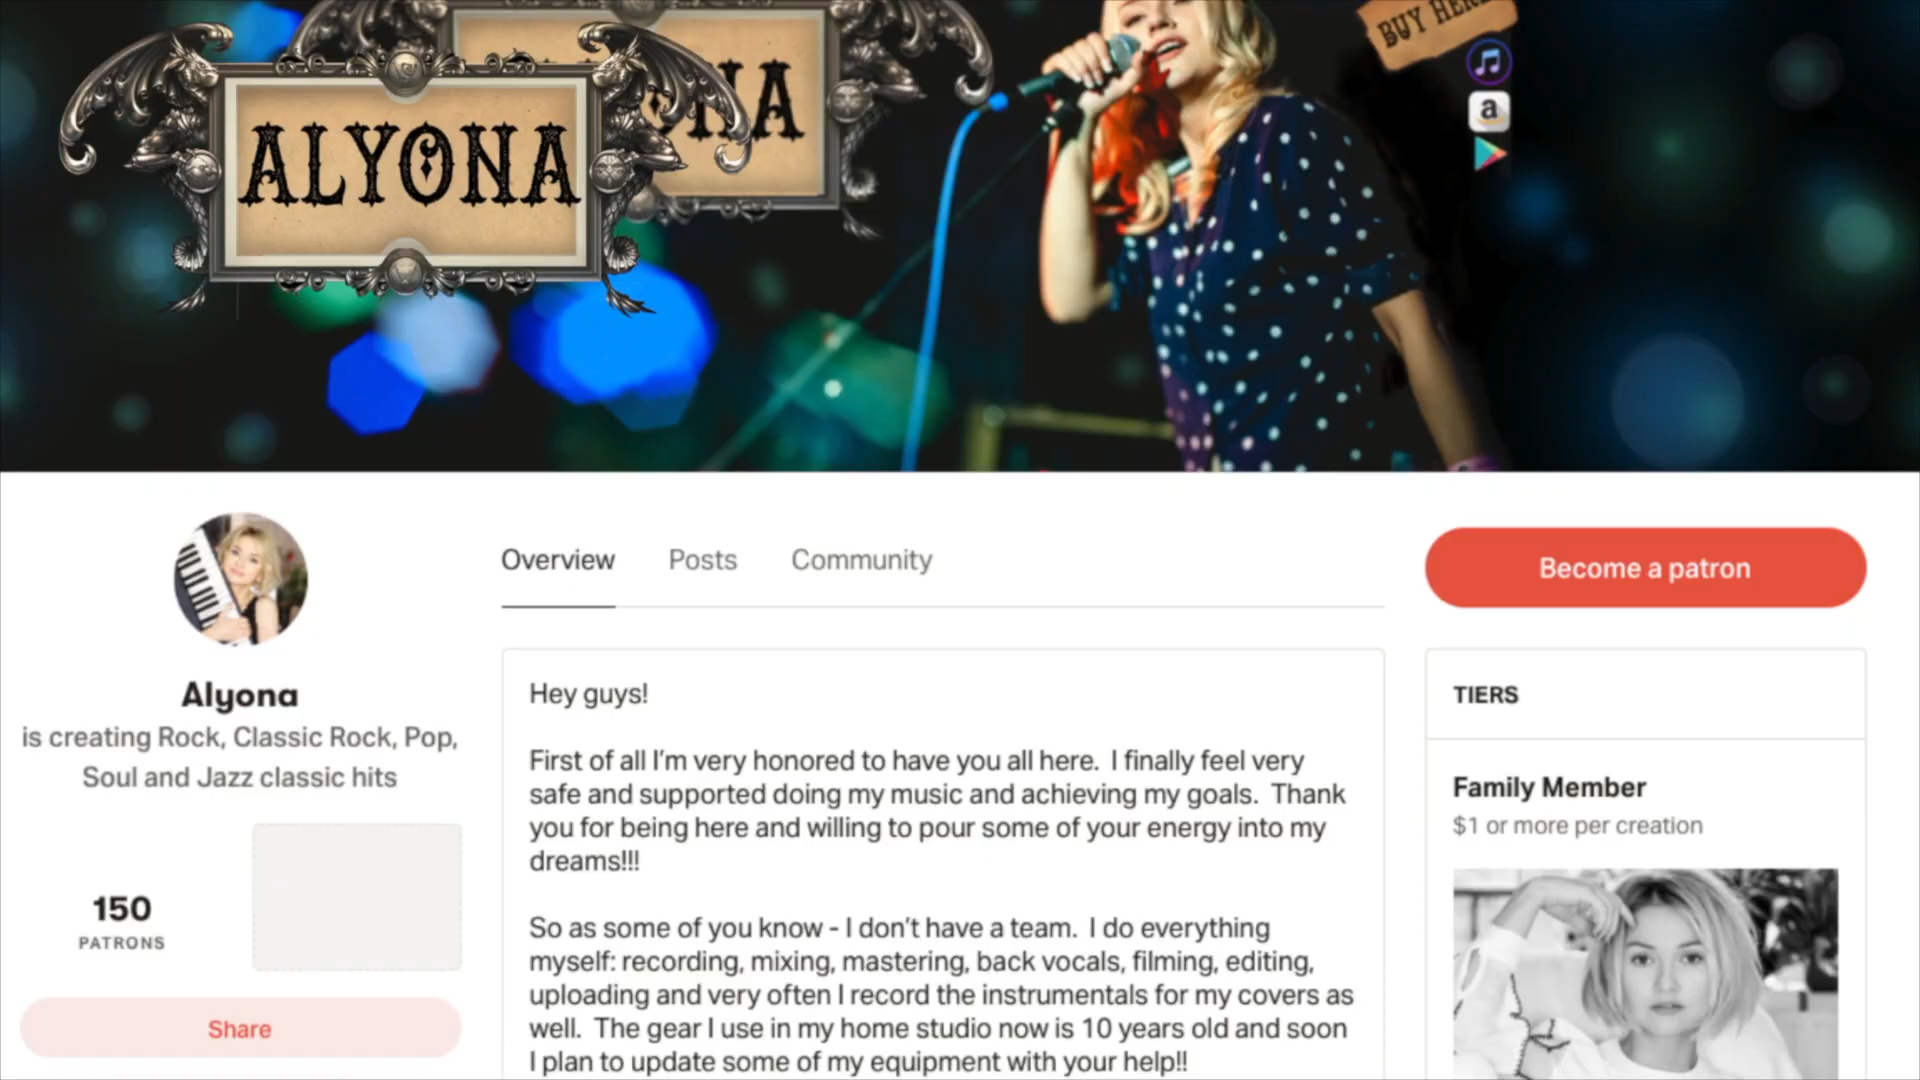 ALYONA
BUY HERE
a
Overview
Posts
Community
Become a patron
Alyona
is creating Rock, Classic Rock, Pop,
Soul and Jazz classic hits
150
PATRONS
Share
Hey guys!
First of all I'm very honored to have you all here.  I finally feel very
safe and supported doing my music and achieving my goals.  Thank
you for being here and willing to pour some of your energy into my
dreams!!!
So as some of you know - I don't have a team.  I do everything
myself: recording, mixing, mastering, back vocals, filming, editing,
uploading and very often I record the instrumentals for my covers as
well.  The gear I use in my home studio now is 10 years old and soon
I plan to update some of my equipment with your help!!
TIERS
Family Member
$1 or more per creation